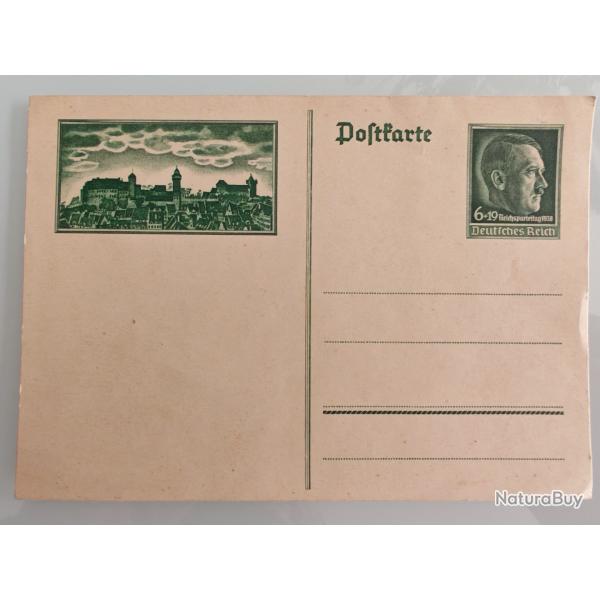 Postkarte
6+19 Reichsparteitag 1938
Deutsches Reich
NaturaBuy